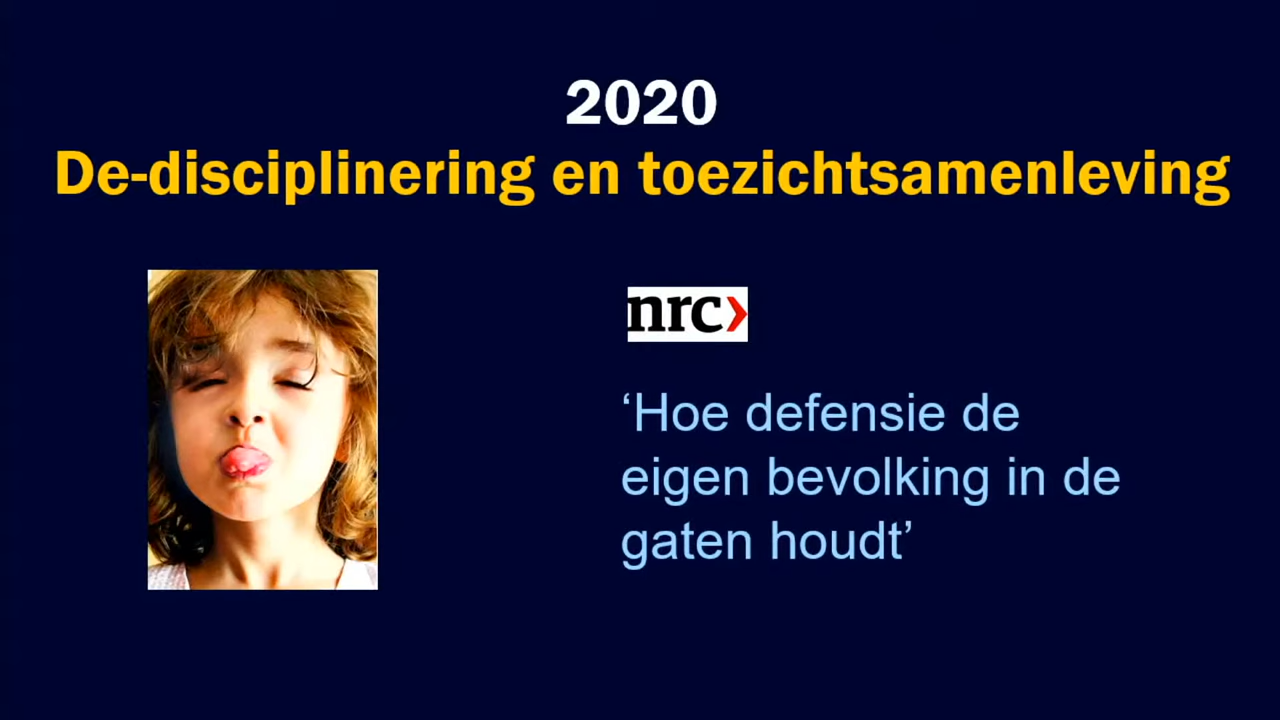 2020
De-disciplinering en toezichtsamenleving
nrc›
‘Hoe defensie de
eigen bevolking in de
gaten houdt’